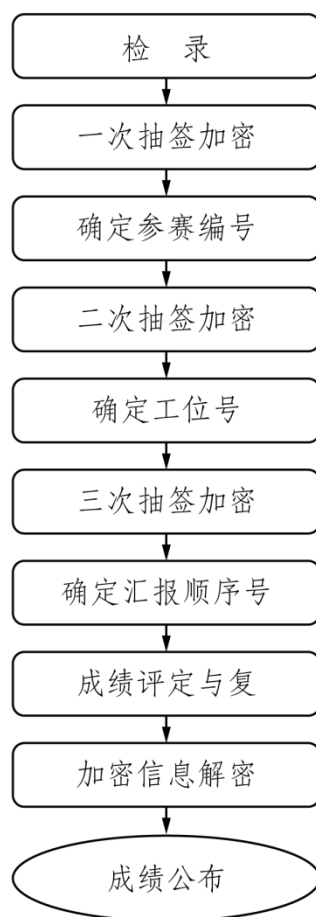 检 录
一次抽签加密
确定参赛编号
二次抽签加密
确定工位号
三次抽签加密
确定汇报顺序号
成绩评定与复
加密信息解密
成绩公布